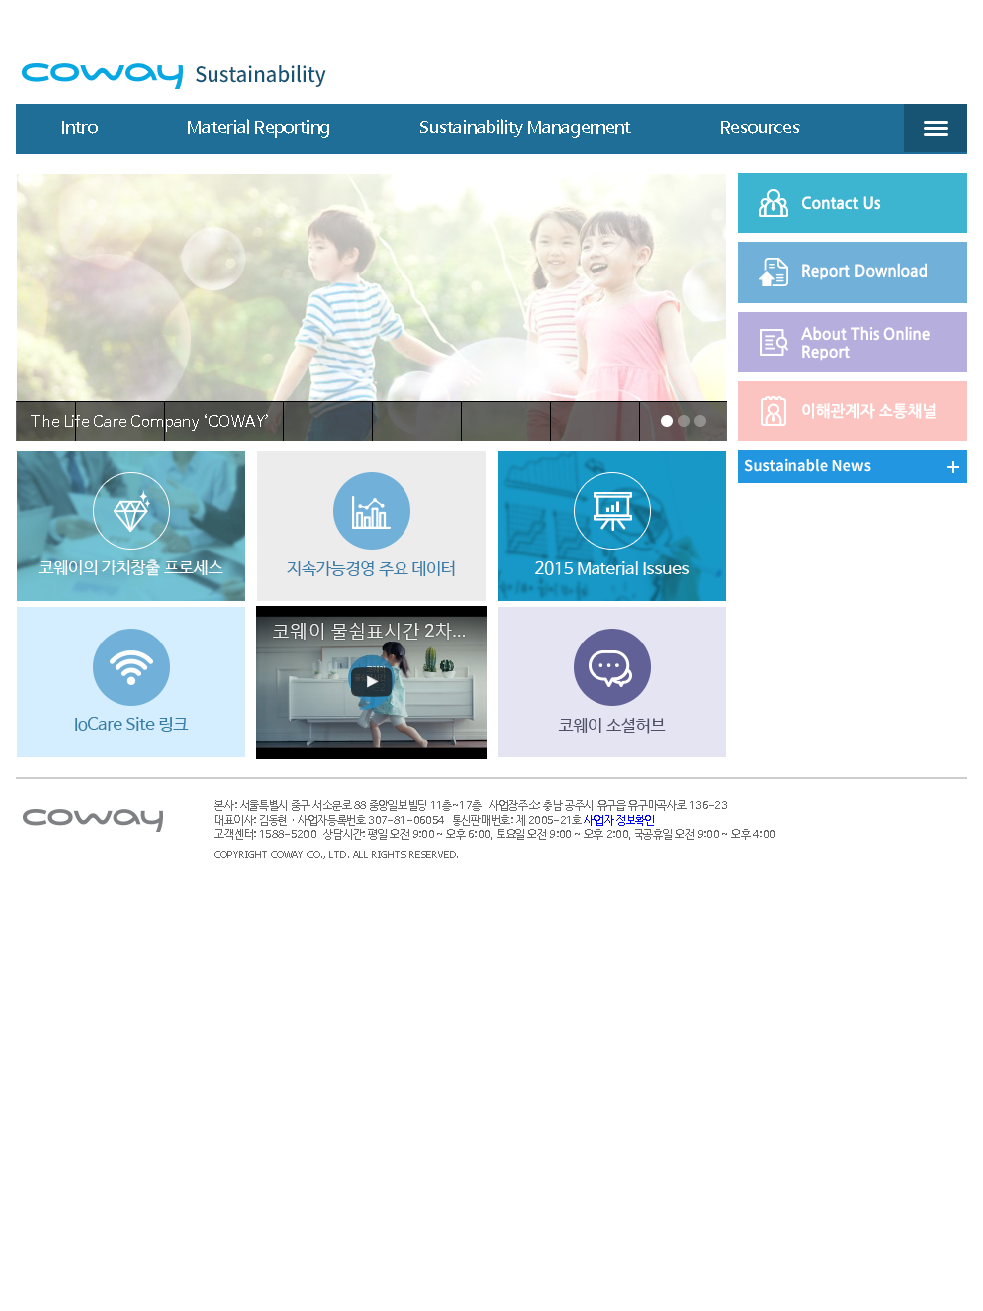 coway Sustainability
Intro
Material Reporting
Sustainability Management
Resources
Contact Us
Report Download
About This Online
Report
이해관계자 소통채널
Sustainable News
The Life Care Company ‘COWAY’
코웨이의 가치창출 프로세스
지속가능경영 주요 데이터
2015 Material Issues
IoCare Site 링크
코웨이 물쉼표시간 2차...
코웨이 소셜허브
coway
본사: 서울특별시 중구 서소문로 88 중앙일보빌딩 11층~17층 사업장주소: 충남 공주시 유구읍 유구마곡사로 136-23
대표이사: 김동현 · 사업자등록번호 307-81-06054 통신판매번호: 제 2005-21호 사업자 정보확인
고객센터: 1588-5200 상담시간: 평일 오전 9:00 ~ 오후 6:00, 토요일 오전 9:00 ~ 오후 2:00, 국공휴일 오전 9:00 ~ 오후 4:00
COPYRIGHT COWAY CO., LTD. ALL RIGHTS RESERVED.